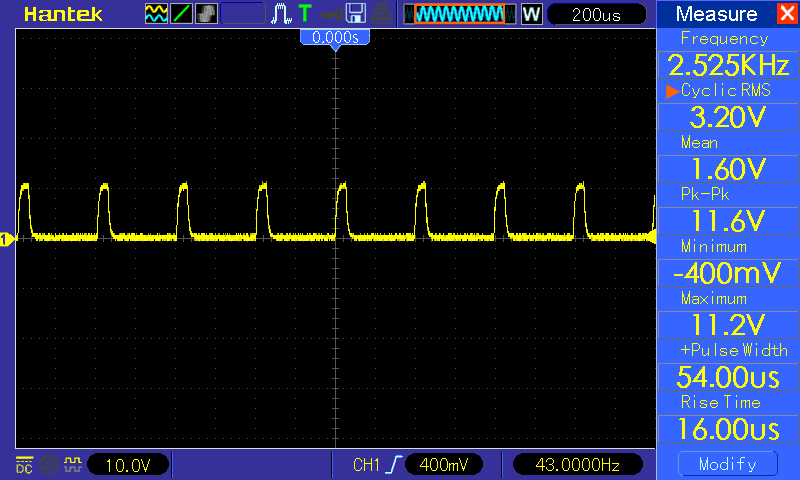 Hantek T W 200us Measure
0.000s
Frequency
2.525KHz
Cyclic RMS
3.20V
Mean
1.60V
Pk-Pk
11.6V
Minimum
-400mV
Maximum
11.2V
+Pulse Width
54.00us
Rise Time
16.00us
1
DC 10.0V CH1 400mV 43.0000Hz Modify